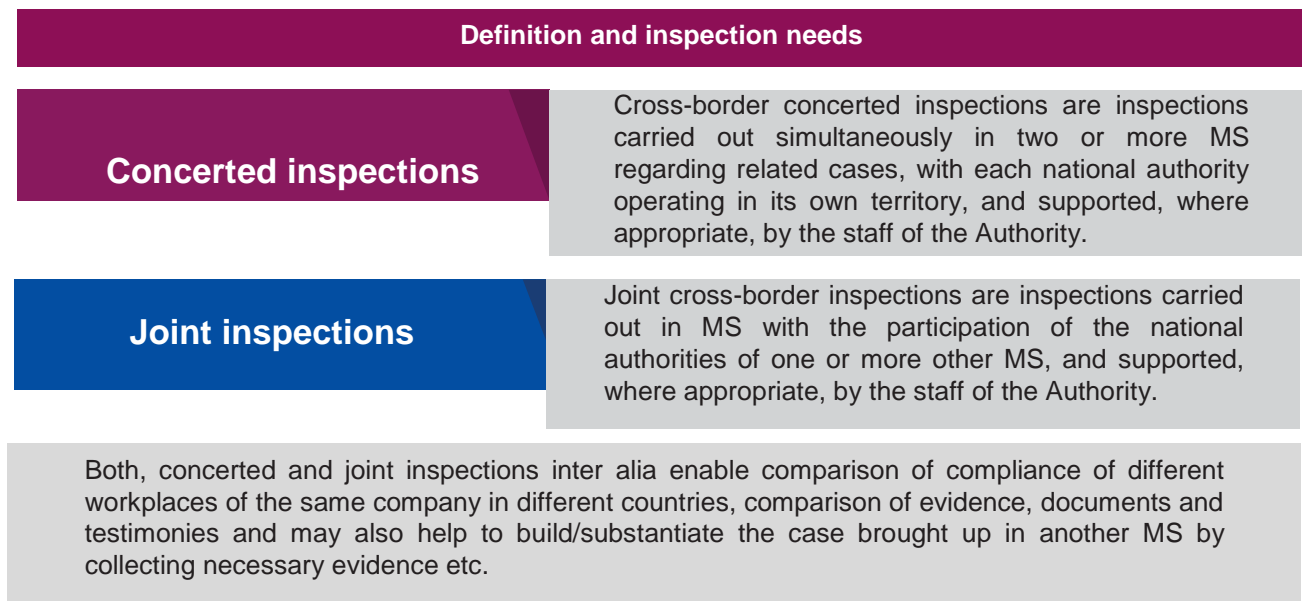 Definition and inspection needs
Concerted inspections
Cross-border concerted inspections are inspections
carried out simultaneously in two or more MS
regarding related cases, with each national authority
operating in its own territory, and supported, where
appropriate, by the staff of the Authority.
Joint inspections
Joint cross-border inspections are inspections carried
out in MS with the participation of the national
authorities of one or more other MS, and supported,
where appropriate, by the staff of the Authority.
Both, concerted and joint inspections inter alia enable comparison of compliance of different
workplaces of the same company in different countries, comparison of evidence, documents and
testimonies and may also help to build/substantiate the case brought up in another MS by
collecting necessary evidence etc.